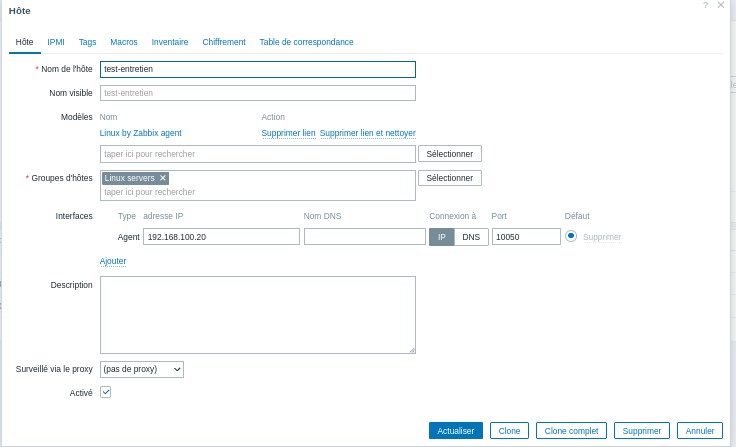 Hôte
? ×
Hôte IPMI Tags Macros Inventaire Chiffrement Table de correspondance
* Nom de l'hôte test-entretien
Nom visible test-entretien
Modèles Nom Action
Linux by Zabbix agent Supprimer lien Supprimer lien et nettoyer
taper ici pour rechercher Sélectionner
* Groupes d'hôtes Linux servers × Sélectionner
taper ici pour rechercher
Interfaces Type adresse IP Nom DNS Connexion à Port Défaut
Agent 192.168.100.20 IP DNS 10050 Supprimer
Ajouter
Description
Surveillé via le proxy (pas de proxy)
Activé
Actualiser Clone Clone complet Supprimer Annuler